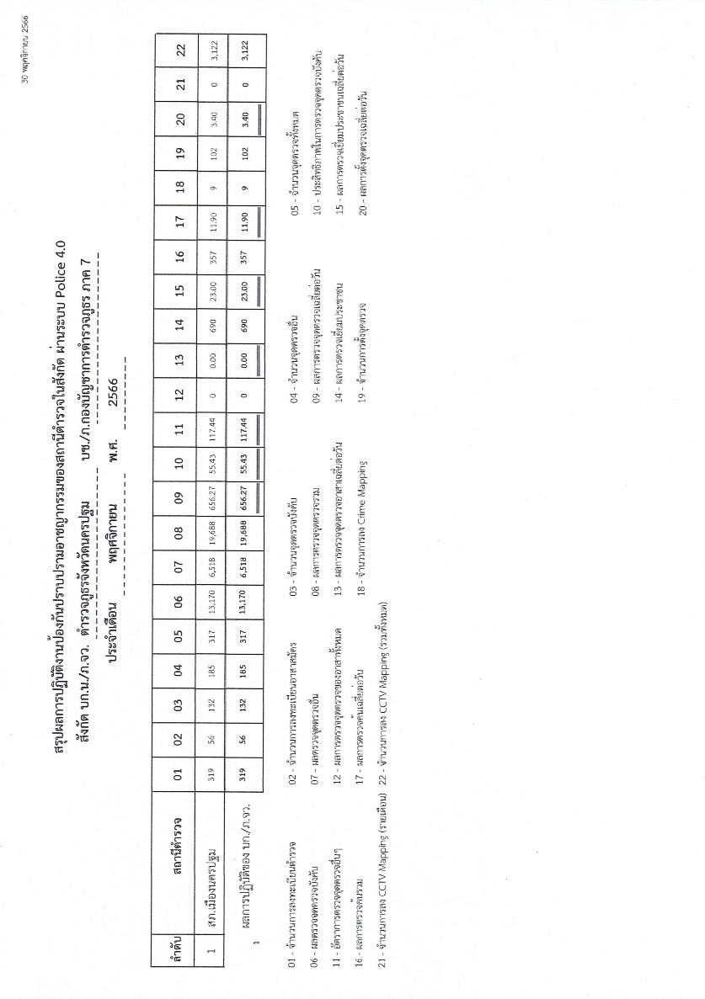 30 พฤศจิกายน 2566
สรุปผลการปฏิบัติงานป้องกันปราบปรามอาชญากรรมของสถานีตำรวจในสังกัด ผ่านระบบ Police 4.0
สังกัด บก.น./ภ.จว. ตำรวจภูธรจังหวัดนครปฐม บช./ภ.กองบัญชาการตำรวจภูธร ภาค 7
ประจำเดือน พฤศจิกายน พ.ศ. 2566
ลำดับ สถานีตำรวจ 01 02 03 04 05 06 07 08 09 10 11 12 13 14 15 16 17 18 19 20 21 22
1 สภ.เมืองนครปฐม 319 56 132 185 317 13,170 6,518 19,688 656.27 55.43 117.44 0 0.00 690 23.00 357 11.90 9 102 3.40 0 3,122
ผลการปฏิบัติของ บก./ภ.จว. 319 56 132 185 317 13,170 6,518 19,688 656.27 55.43 117.44 0 0.00 690 23.00 357 11.90 9 102 3.40 0 3,122
1
01 - จำนวนการลงทะเบียนตำรวจ 02 - จำนวนการลงทะเบียนอาสาสมัคร 03 - จำนวนจุดตรวจบังคับ 04 - จำนวนจุดตรวจอื่น 05 - จำนวนจุดตรวจทั้งหมด
06 - ผลตรวจจุดตรวจบังคับ 07 - ผลตรวจจุดตรวจอื่น 08 - ผลการตรวจจุดตรวจรวม 09 - ผลการตรวจจุดตรวจเฉลี่ยต่อวัน 10 - ประสิทธิภาพในการตรวจจุดตรวจบังคับ
11 - อัตราการตรวจจุดตรวจอื่นๆ 12 - ผลการตรวจจุดตรวจของอาสาทั้งหมด 13 - ผลการตรวจจุดตรวจอาสาเฉลี่ยต่อวัน 14 - ผลการตรวจเยี่ยมประชาชน 15 - ผลการตรวจเยี่ยมประชาชนเฉลี่ยต่อวัน
16 - ผลการตรวจค้นรวม 17 - ผลการตรวจค้นเฉลี่ยต่อวัน 18 - จำนวนการลง Crime Mapping 19 - จำนวนการตั้งจุดตรวจ 20 - ผลการตั้งจุดตรวจเฉลี่ยต่อวัน
21 - จำนวนการลง CCTV Mapping (รายเดือน) 22 - จำนวนการลง CCTV Mapping (รวมทั้งหมด)